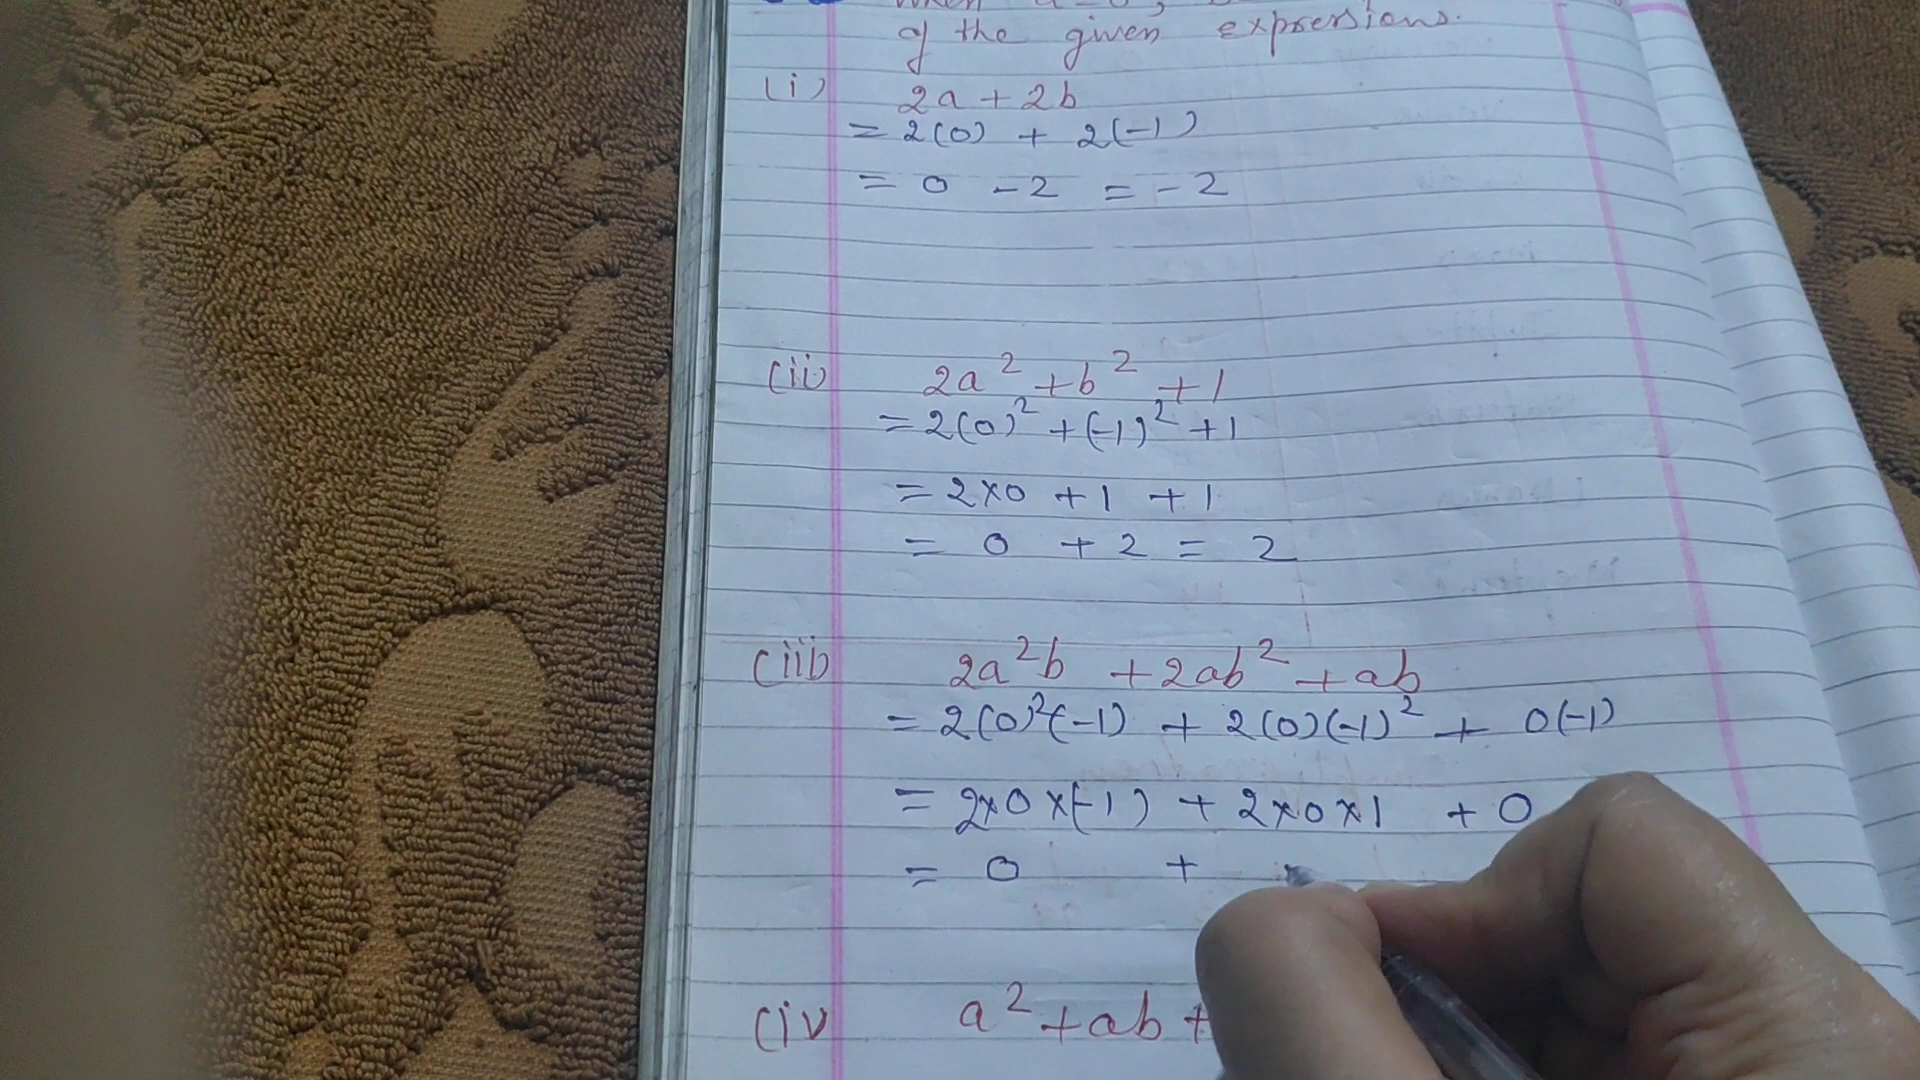 of the given expressions.
(i) 2a + 2b
= 2(0) + 2(-1)
= 0 - 2 = -2
(ii) 2a² + b² + 1
= 2(0)² + (-1)² + 1
= 2×0 + 1 + 1
= 0 + 2 = 2
(iii) 2a²b + 2ab² + ab
= 2(0)²(-1) + 2(0)(-1)² + 0(-1)
= 2×0×(-1) + 2×0×1 + 0
= 0 +
(iv) a² + ab +